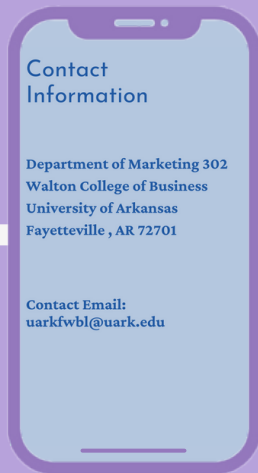 Contact
Information
Department of Marketing 302
Walton College of Business
University of Arkansas
Fayetteville , AR 72701
Contact Email:
uarkfwbl@uark.edu